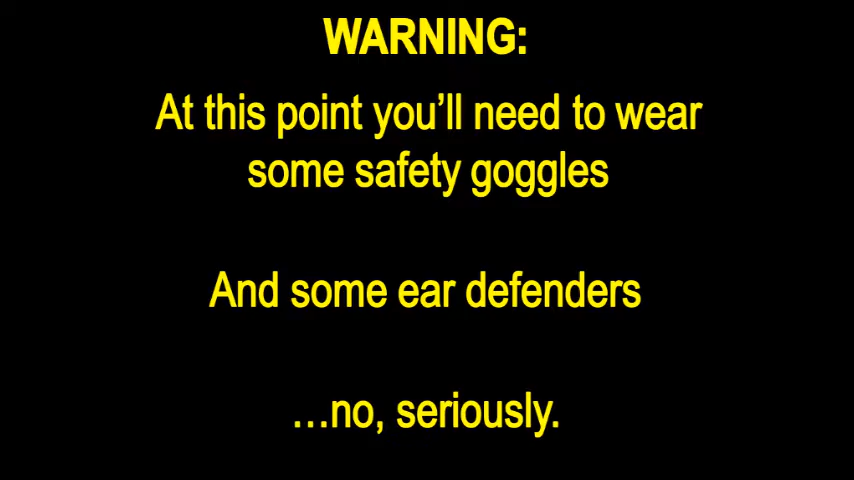 WARNING:
At this point you’ll need to wear
some safety goggles
And some ear defenders
…no, seriously.